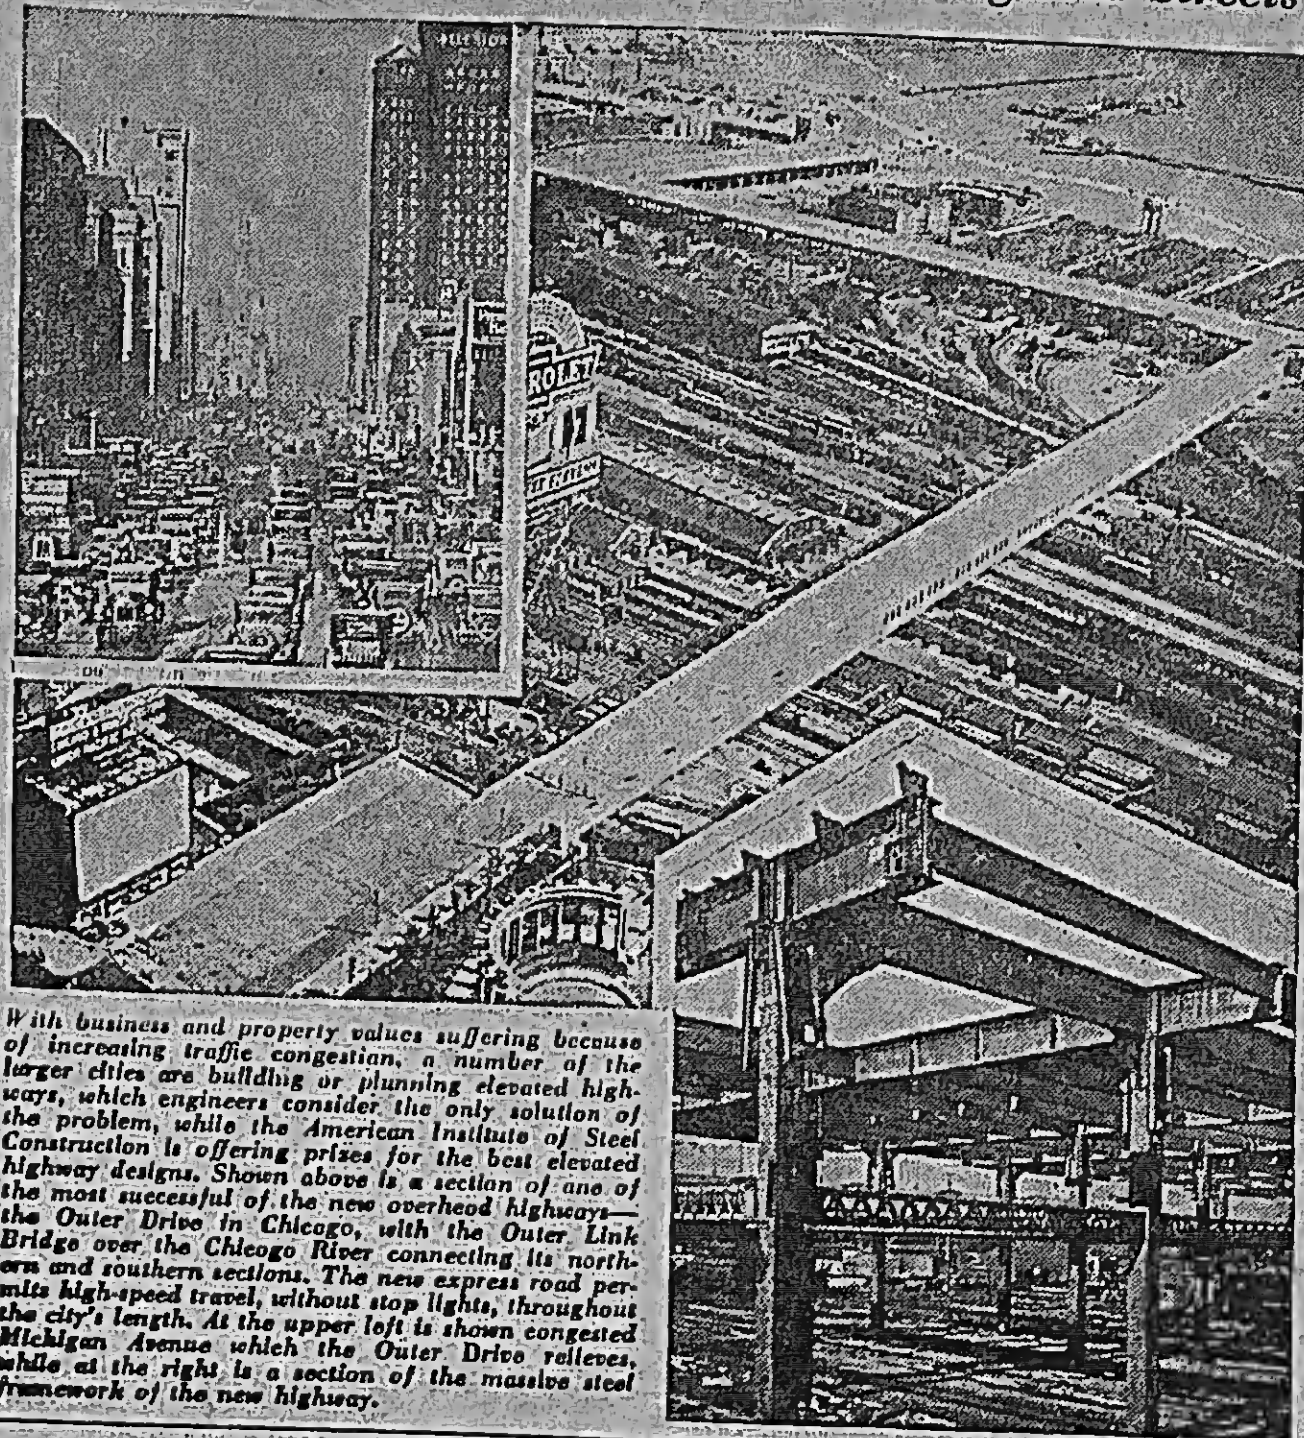 Streets
ROLET
With business and property values suffering because
of increasing traffic congestion, a number of the
larger cities are building or planning elevated high-
ways, which engineers consider the only solution of
the problem, while the American Institute of Steel
Construction is offering prizes for the best elevated
highway designs. Shown above is a section of one of
the most successful of the new overhead highways—
the Outer Drive in Chicago, with the Outer Link
Bridge over the Chicago River connecting its north-
ern and southern sections. The new express road per-
mits high-speed travel, without stop lights, throughout
the city's length. At the upper left is shown congested
Michigan Avenue which the Outer Drive relieves,
while at the right is a section of the massive steel
framework of the new highway.